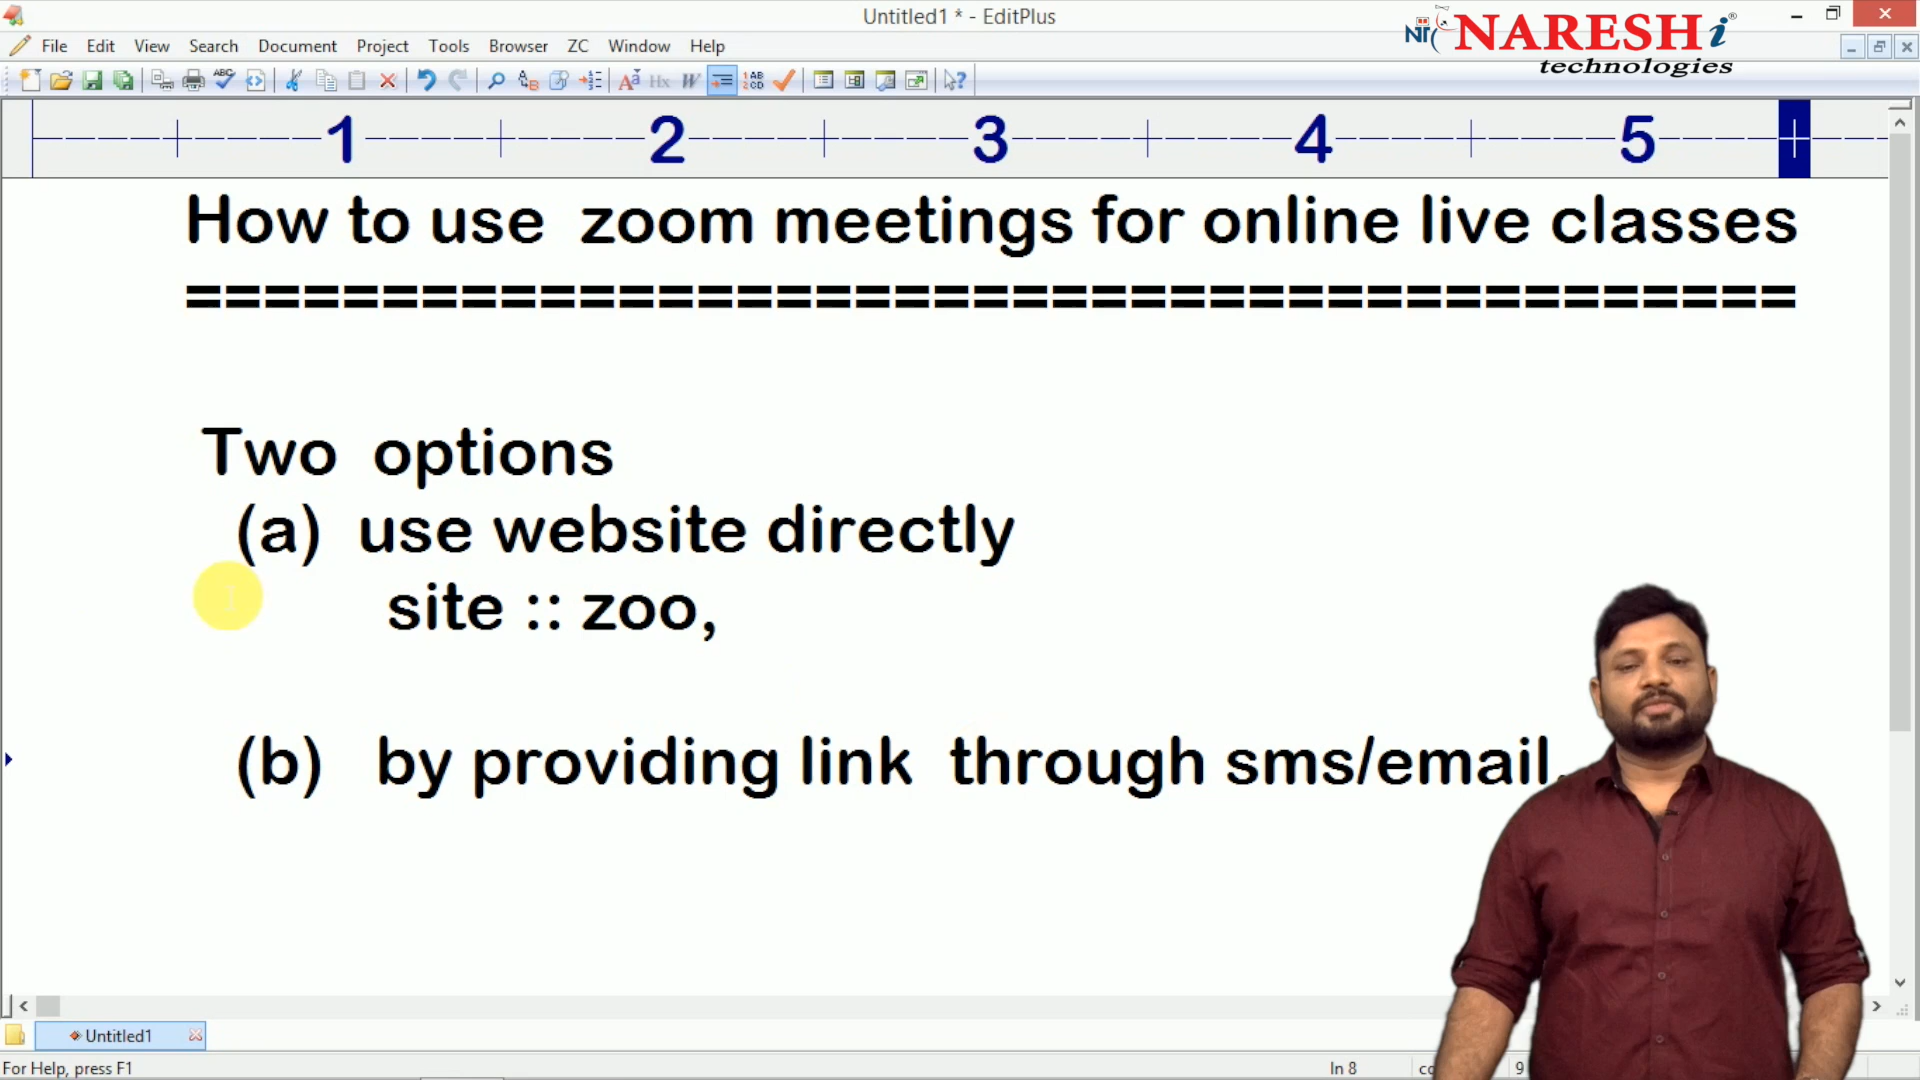 Untitled1 * - EditPlus
NARESH i
technologies
File Edit View Search Document Project Tools Browser ZC Window Help
1 2 3 4 5
How to use zoom meetings for online live classes
=========================================
Two options
(a) use website directly
site :: zoo,
(b) by providing link through sms/email.
Untitled1
For Help, press F1
ln 8
9